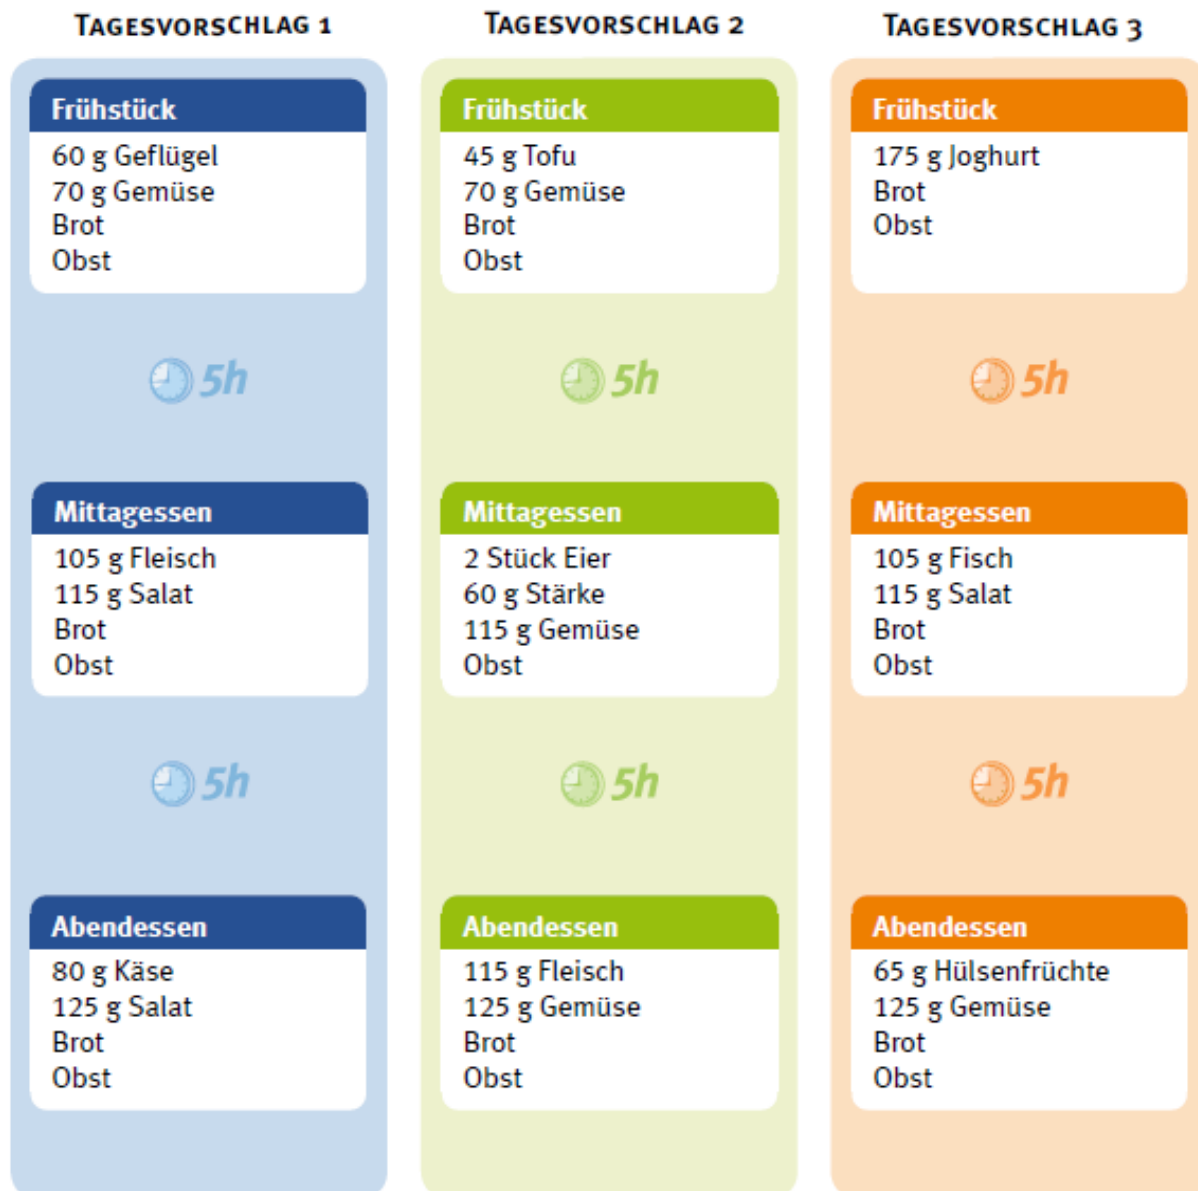 TAGESVORSCHLAG 1
Frühstück
60 g Geflügel
70 g Gemüse
Brot
Obst
5h
Mittagessen
105 g Fleisch
115 g Salat
Brot
Obst
5h
Abendessen
80 g Käse
125 g Salat
Brot
Obst
TAGESVORSCHLAG 2
Frühstück
45 g Tofu
70 g Gemüse
Brot
Obst
5h
Mittagessen
2 Stück Eier
60 g Stärke
115 g Gemüse
Obst
5h
Abendessen
115 g Fleisch
125 g Gemüse
Brot
Obst
TAGESVORSCHLAG 3
Frühstück
175 g Joghurt
Brot
Obst
5h
Mittagessen
105 g Fisch
115 g Salat
Brot
Obst
5h
Abendessen
65 g Hülsenfrüchte
125 g Gemüse
Brot
Obst